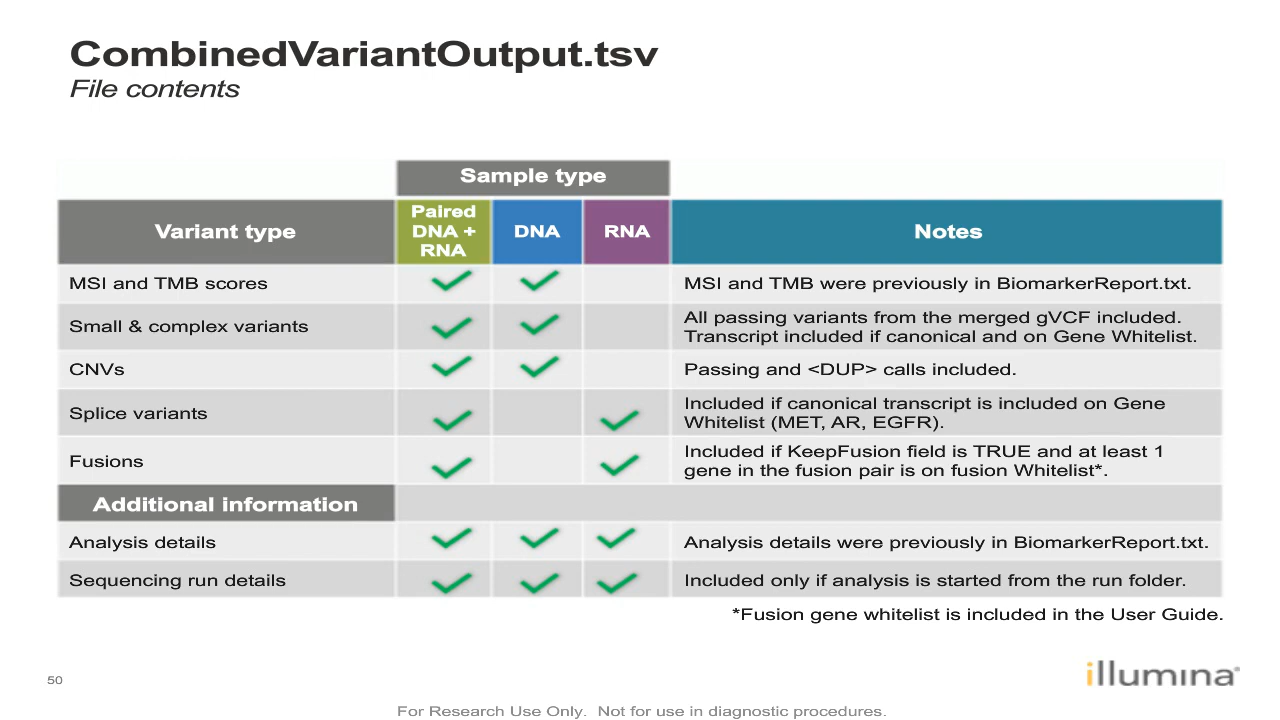 CombinedVariantOutput.tsv
File contents
Sample type
Variant type
Paired
DNA +
RNA
DNA
RNA
Notes
MSI and TMB scores
MSI and TMB were previously in BiomarkerReport.txt.
Small & complex variants
All passing variants from the merged gVCF included.
Transcript included if canonical and on Gene Whitelist.
CNVs
Passing and <DUP> calls included.
Splice variants
Included if canonical transcript is included on Gene
Whitelist (MET, AR, EGFR).
Fusions
Included if KeepFusion field is TRUE and at least 1
gene in the fusion pair is on fusion Whitelist*.
Additional information
Analysis details
Analysis details were previously in BiomarkerReport.txt.
Sequencing run details
Included only if analysis is started from the run folder.
*Fusion gene whitelist is included in the User Guide.
50
illumina®
For Research Use Only. Not for use in diagnostic procedures.